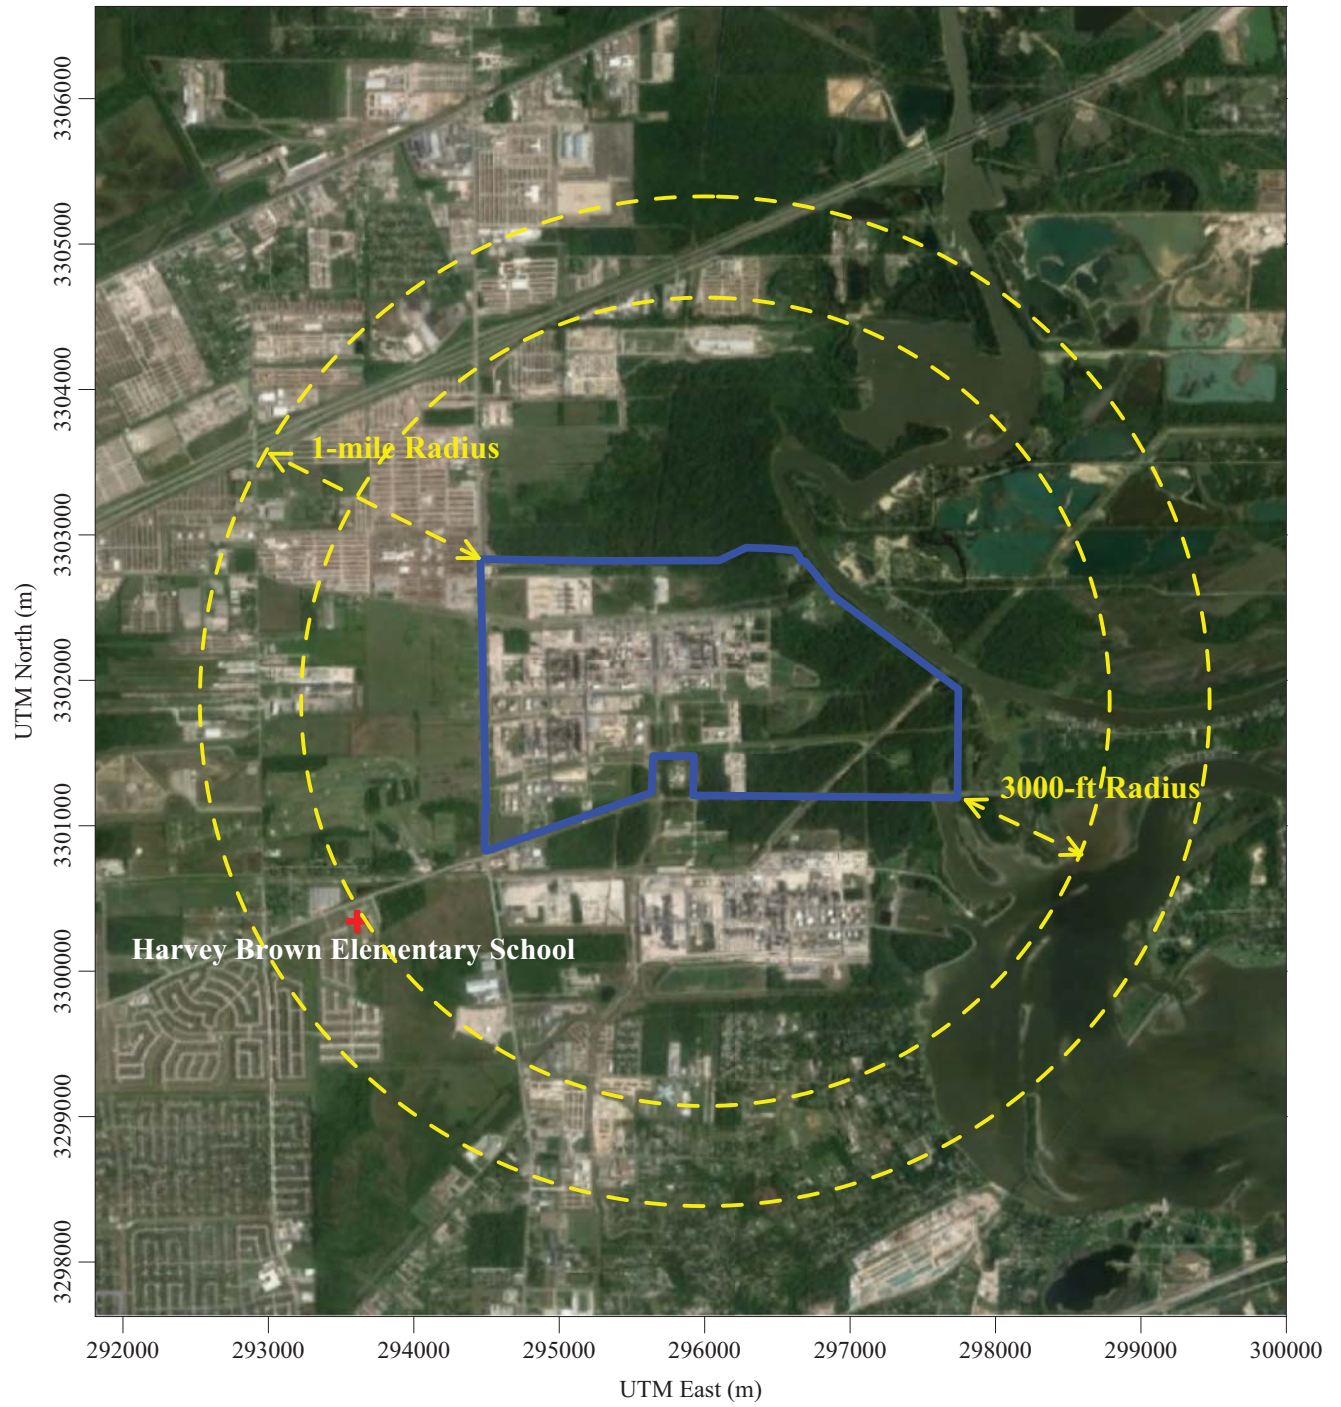 3306000
3305000
3304000
3303000
3302000
3301000
3300000
3299000
3298000
UTM North (m)
1-mile Radius
3000-ft Radius
Harvey Brown Elementary School
292000 293000 294000 295000 296000 297000 298000 299000 300000
UTM East (m)